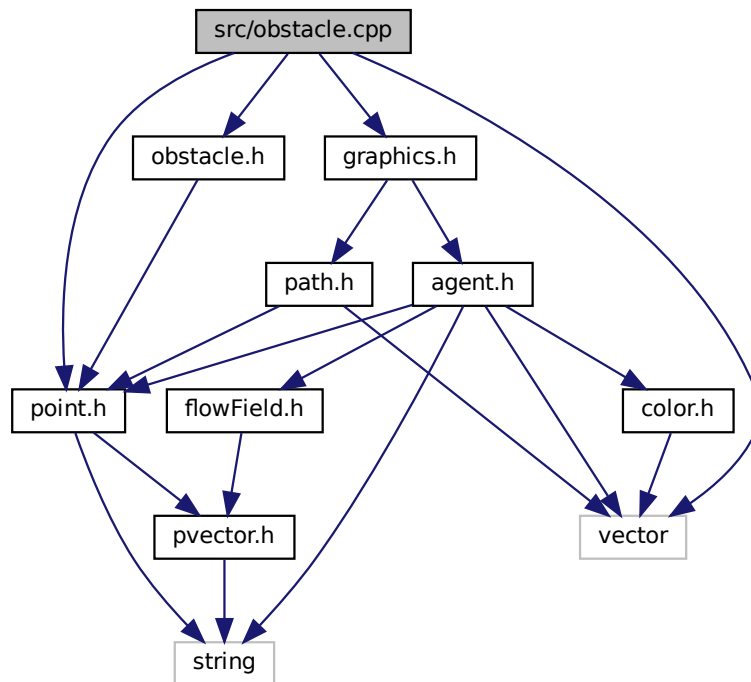 src/obstacle.cpp
obstacle.h
graphics.h
path.h
agent.h
point.h
flowField.h
color.h
pvector.h
vector
string